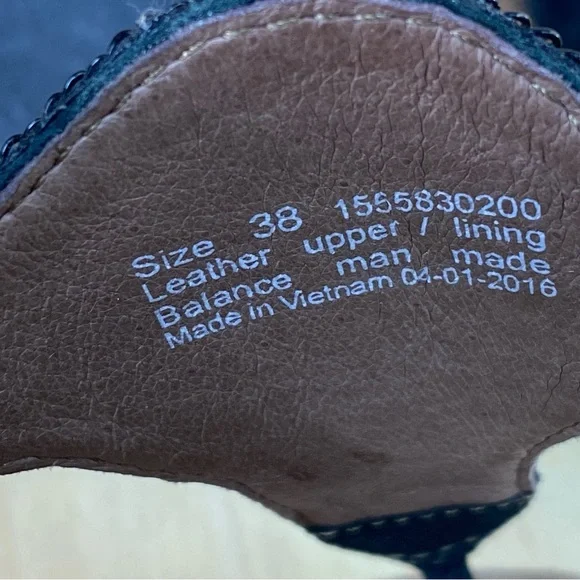 Size 38 1555830200
Leather upper / lining
Balance man made
Made in Vietnam 04-01-2016